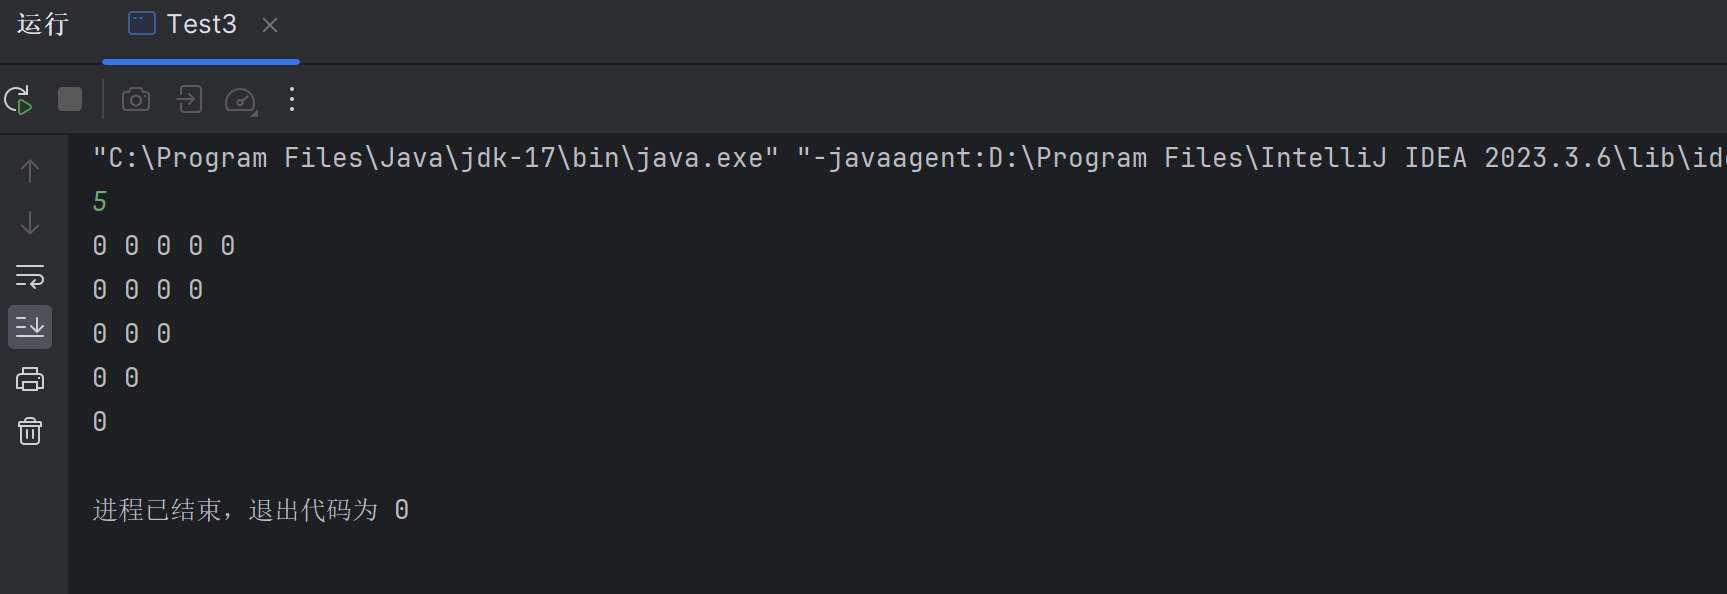 运行 Test3
"C:\Program Files\Java\jdk-17\bin\java.exe" "-javaagent:D:\Program Files\IntelliJ IDEA 2023.3.6\lib\ide
5
0 0 0 0 0
0 0 0 0
0 0 0
0 0
0
进程已结束，退出代码为 0